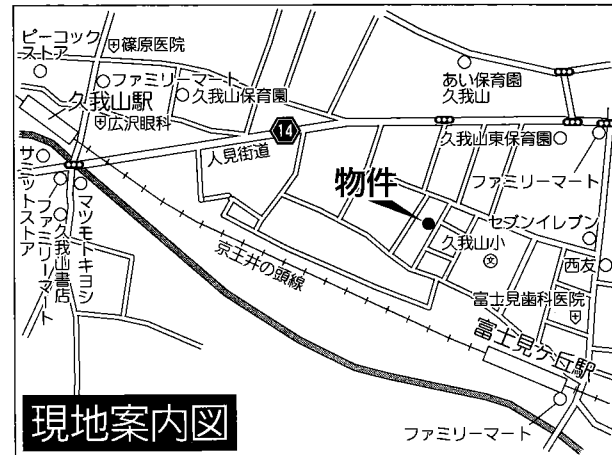 ピーコック
ストア
篠原医院
ファミリーマート
久我山保育園
久我山駅
広沢眼科
14
人見街道
あい保育園
久我山
久我山東保育園
ファミリーマート
物件
セブンイレブン
久我山小
文
西友
富士見歯科医院
サミットストア
ファミリーマート
久我山書店
マツモトキヨシ
京王井の頭線
富士見ケ丘駅
ファミリーマート
現地案内図